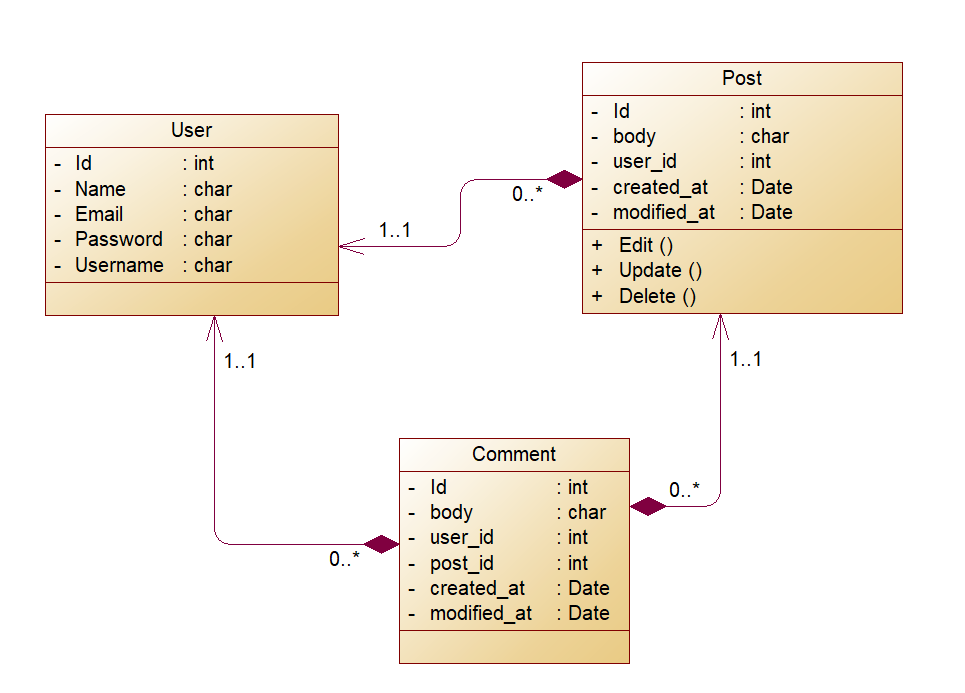 User
- Id : int
- Name : char
- Email : char
- Password : char
- Username : char
Post
- Id : int
- body : char
- user_id : int
- created_at : Date
- modified_at : Date
+ Edit ()
+ Update ()
+ Delete ()
0..*
1..1
1..1
1..1
Comment
- Id : int
- body : char
- user_id : int
- post_id : int
- created_at : Date
- modified_at : Date
0..*
0..*